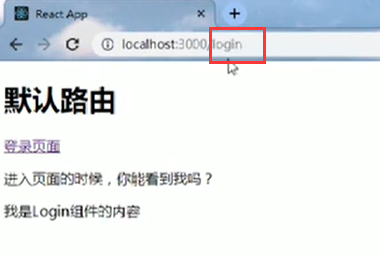 React App
localhost:3000/login
默认路由
登录页面
进入页面的时候，你能看到我吗？
我是Login组件的内容